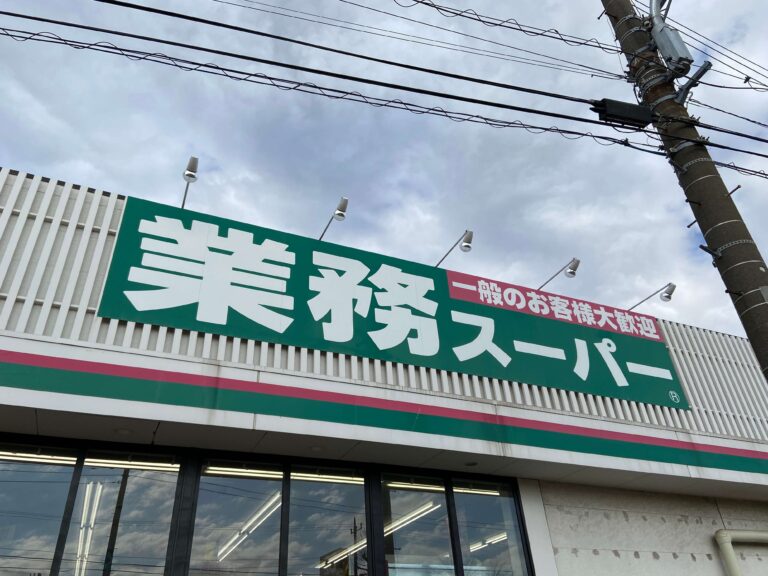 一般のお客様大歓迎
業務スーパー
®